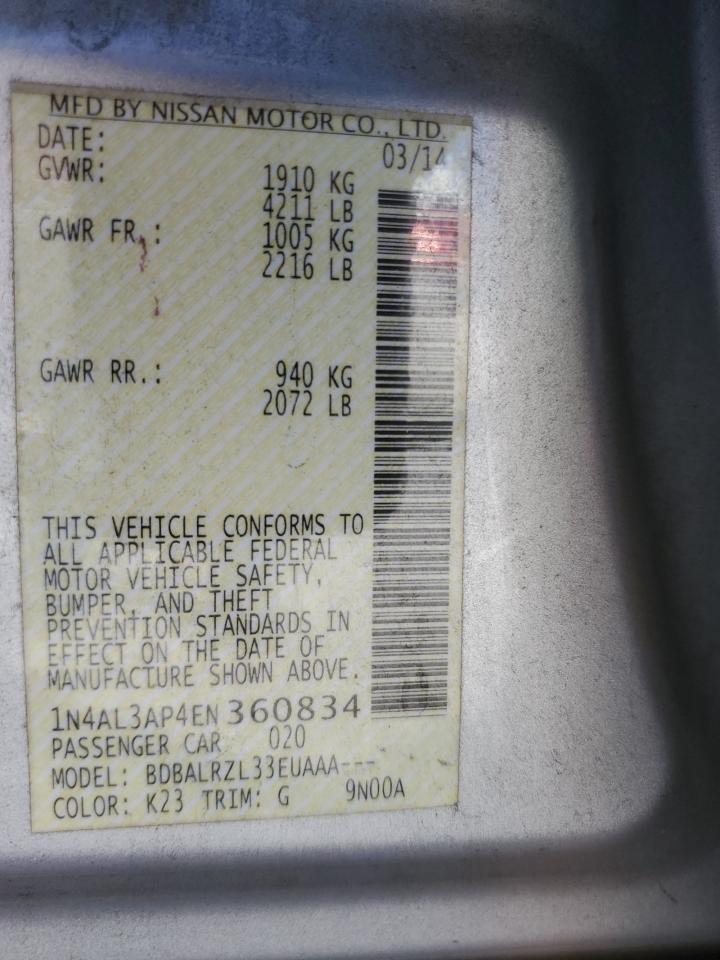 MFD BY NISSAN MOTOR CO., LTD.
DATE: 03/14
GVWR: 1910 KG
4211 LB
GAWR FR.: 1005 KG
2216 LB
GAWR RR.: 940 KG
2072 LB
THIS VEHICLE CONFORMS TO
ALL APPLICABLE FEDERAL
MOTOR VEHICLE SAFETY,
BUMPER, AND THEFT
PREVENTION STANDARDS IN
EFFECT ON THE DATE OF
MANUFACTURE SHOWN ABOVE.
1N4AL3AP4EN360834
PASSENGER CAR 020
MODEL: BDBALRZL33EUAAA---
COLOR: K23 TRIM: G 9N00A